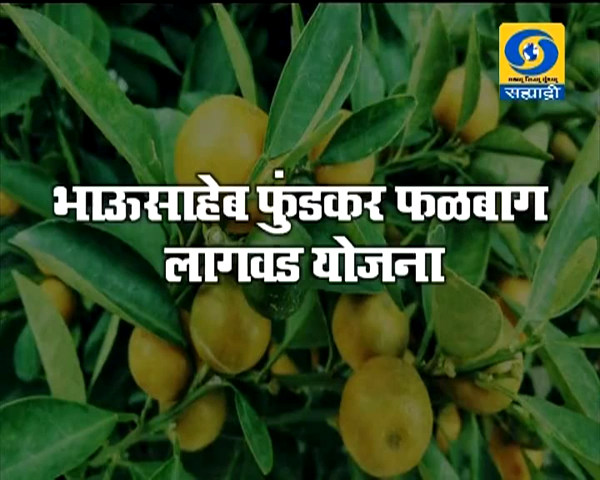 सह्याद्री
भाऊसाहेब फुंडकर फळबाग
लागवड योजना